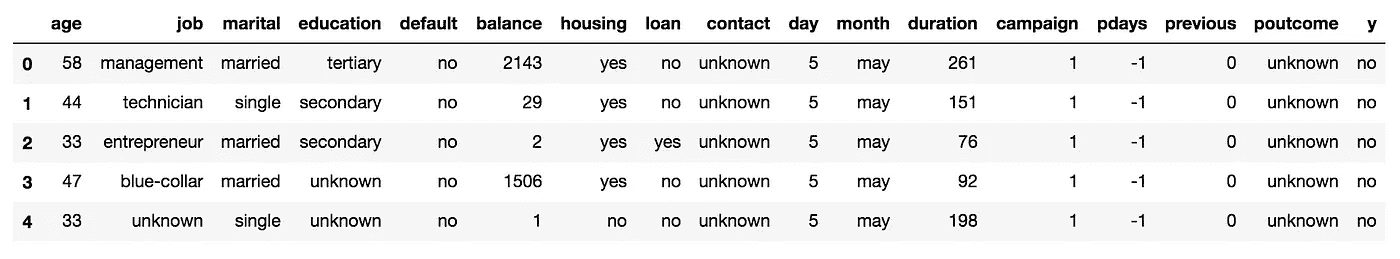 age job marital education default balance housing loan contact day month duration campaign pdays previous poutcome y
0 58 management married tertiary no 2143 yes no unknown 5 may 261 1 -1 0 unknown no
1 44 technician single secondary no 29 yes no unknown 5 may 151 1 -1 0 unknown no
2 33 entrepreneur married secondary no 2 yes yes unknown 5 may 76 1 -1 0 unknown no
3 47 blue-collar married unknown no 1506 yes no unknown 5 may 92 1 -1 0 unknown no
4 33 unknown single unknown no 1 no no unknown 5 may 198 1 -1 0 unknown no